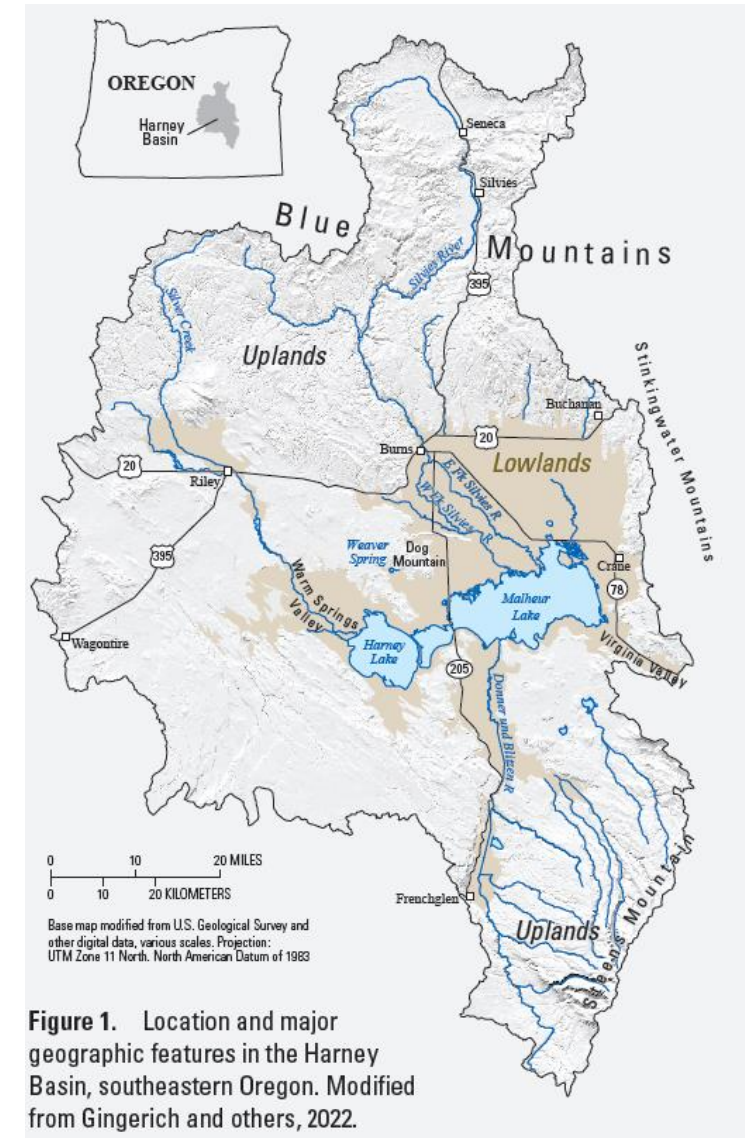 OREGON
Harney
Basin
Seneca
Silvies
Blue
Mountains
Silvies River
395
Silver Creek
Uplands
Stinkingwater Mountains
Buchanan
20
Burns
Lowlands
20
Riley
E Fk Silvies R
W Fk Silvies R
395
Weaver
Spring
Dog
Mountain
Crane
78
Warm Springs
Valley
Malheur
Lake
Wagontire
Harney
Lake
Virginia Valley
205
Donner und Blitzen R
0 10 20 MILES
0 10 20 KILOMETERS
Frenchglen
Uplands
Steens Mountain
Base map modified from U.S. Geological Survey and
other digital data, various scales. Projection:
UTM Zone 11 North. North American Datum of 1983
Figure 1. Location and major
geographic features in the Harney
Basin, southeastern Oregon. Modified
from Gingerich and others, 2022.